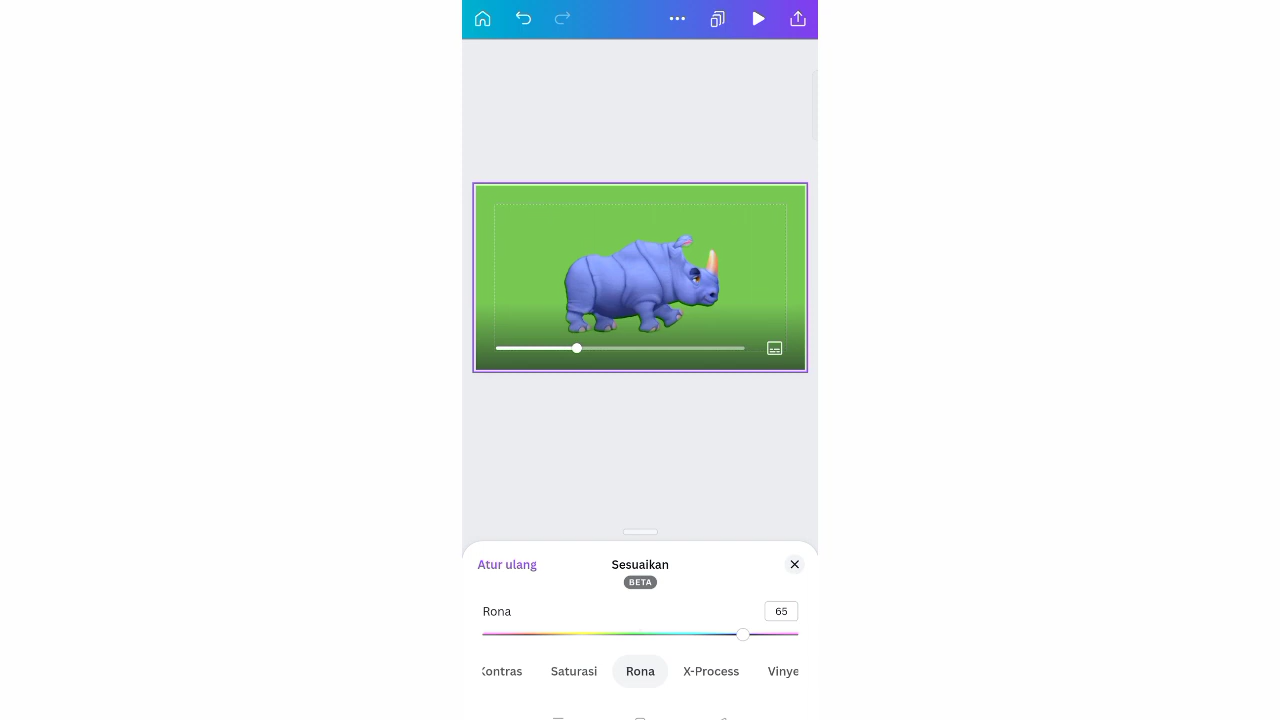 Atur ulang
Sesuaikan
BETA
Rona
65
Kontras
Saturasi
Rona
X-Process
Vinye